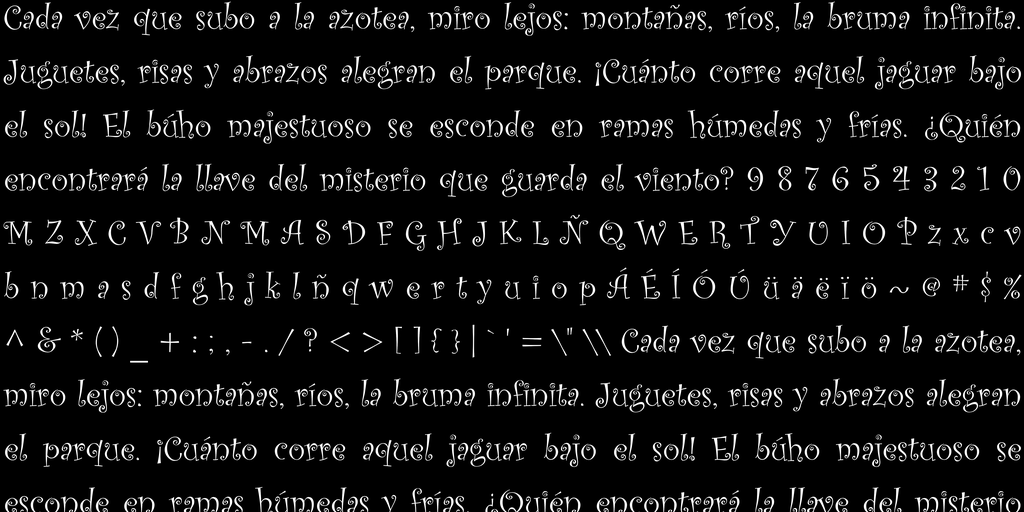 Cada vez que subo a la azotea, miro lejos: montañas, ríos, la bruma infinita.
Juguetes, risas y abrazos alegran el parque. ¡Cuánto corre aquel jaguar bajo
el sol! El búho majestuoso se esconde en ramas húmedas y frías. ¿Quién
encontrará la llave del misterio que guarda el viento? 9 8 7 6 5 4 3 2 1 0
M Z X C V B N M A S D F G H J K L Ñ Q W E R T Y U I O P z x c v
b n m a s d f g h j k l ñ q w e r t y u i o p Á É Í Ó Ú ü ä ë ï ö ~ @ # $ %
^ & * ( ) _ + : ; , - . / ? < > [ ] { } | ` ' = \" \\ Cada vez que subo a la azotea,
miro lejos: montañas, ríos, la bruma infinita. Juguetes, risas y abrazos alegran
el parque. ¡Cuánto corre aquel jaguar bajo el sol! El búho majestuoso se
esconde en ramas húmedas y frías. ¿Quién encontrará la llave del misterio